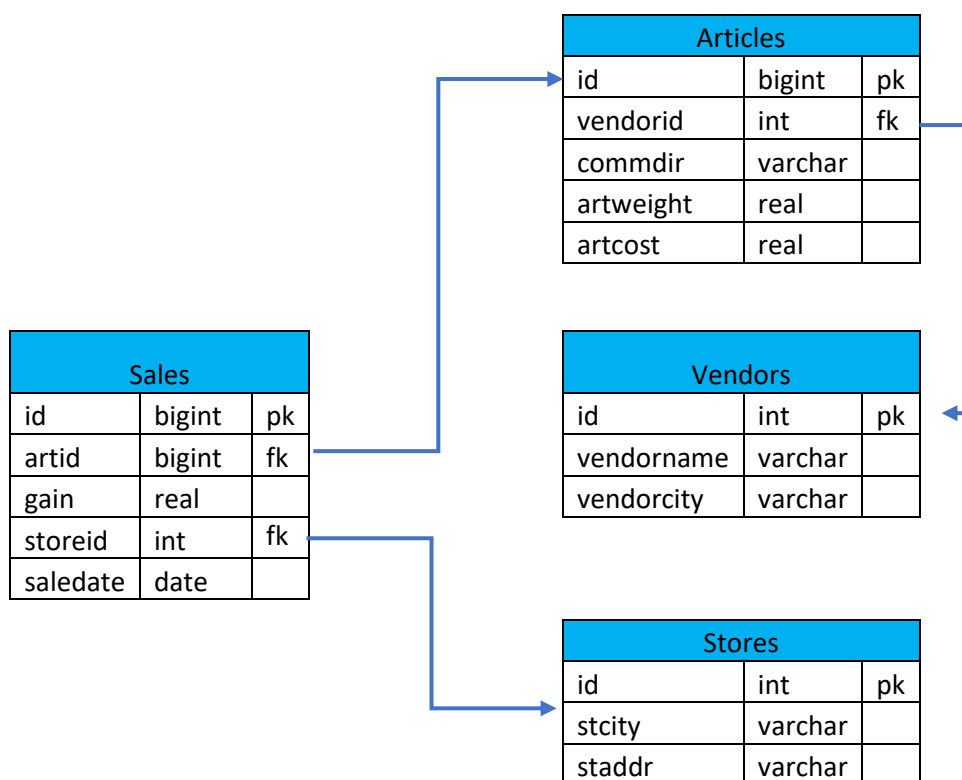 Articles
id bigint pk
vendorid int fk
commdir varchar
artweight real
artcost real
Sales
id bigint pk
artid bigint fk
gain real
storeid int fk
saledate date
Vendors
id int pk
vendorname varchar
vendorcity varchar
Stores
id int pk
stcity varchar
staddr varchar